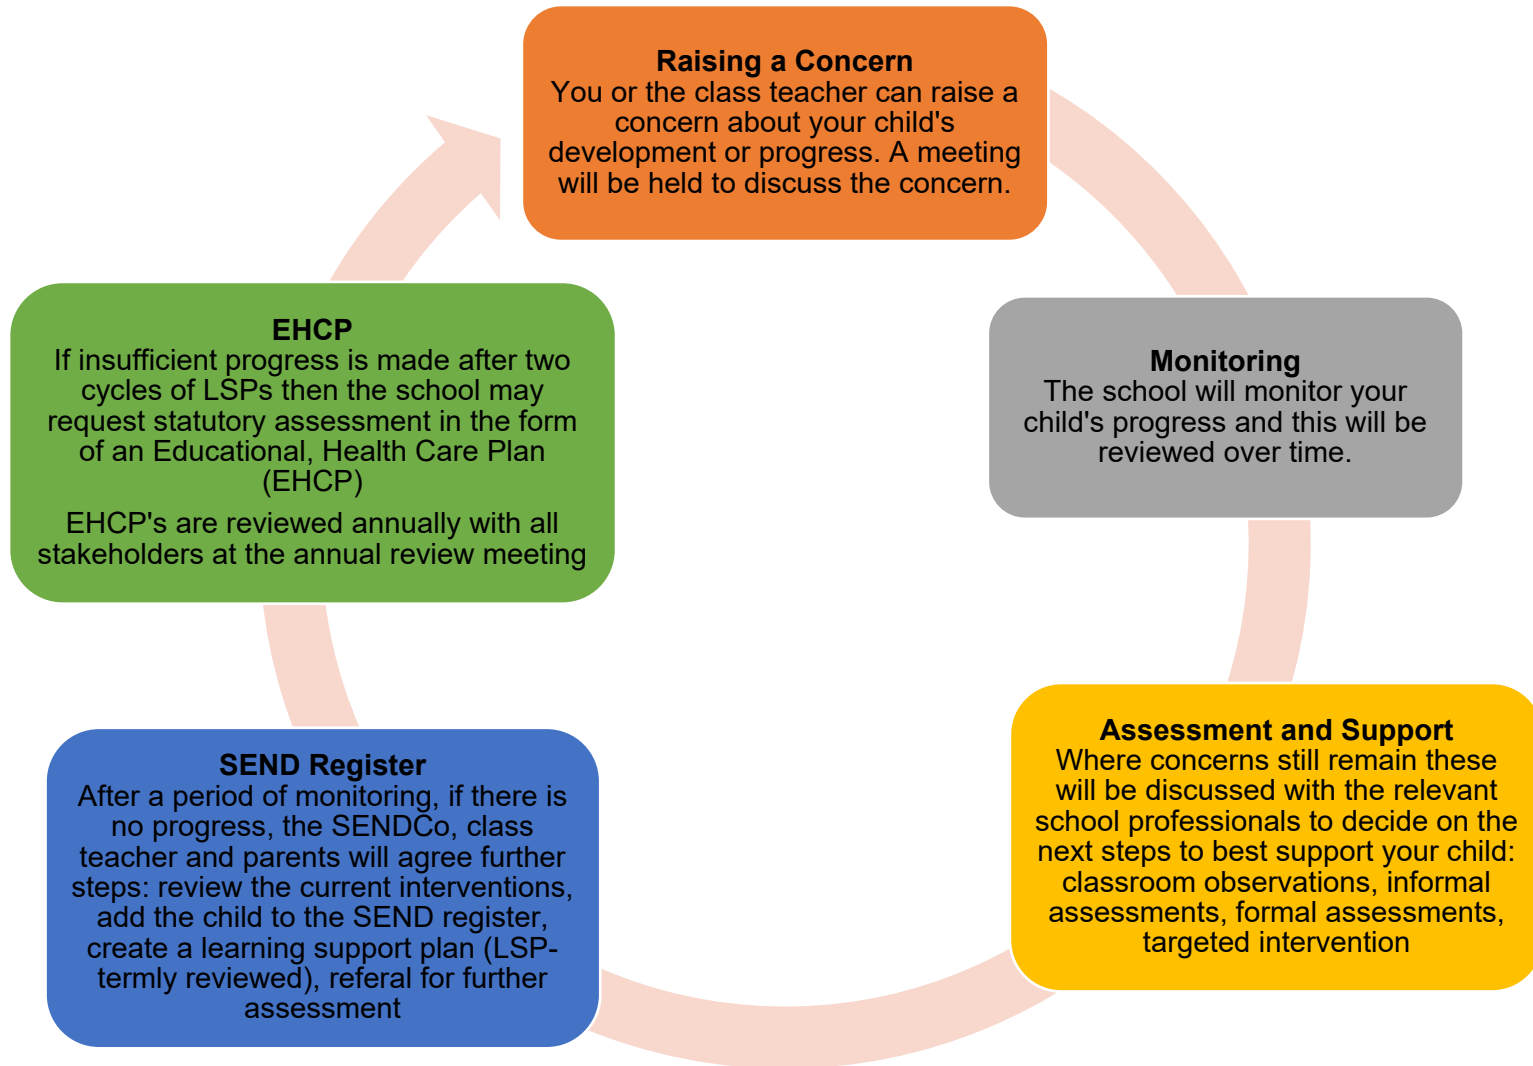 Raising a Concern
You or the class teacher can raise a
concern about your child's
development or progress. A meeting
will be held to discuss the concern.
Monitoring
The school will monitor your
child's progress and this will be
reviewed over time.
Assessment and Support
Where concerns still remain these
will be discussed with the relevant
school professionals to decide on the
next steps to best support your child:
classroom observations, informal
assessments, formal assessments,
targeted intervention
SEND Register
After a period of monitoring, if there is
no progress, the SENDCo, class
teacher and parents will agree further
steps: review the current interventions,
add the child to the SEND register,
create a learning support plan (LSP-
termly reviewed), referal for further
assessment
EHCP
If insufficient progress is made after two
cycles of LSPs then the school may
request statutory assessment in the form
of an Educational, Health Care Plan
(EHCP)
EHCP's are reviewed annually with all
stakeholders at the annual review meeting